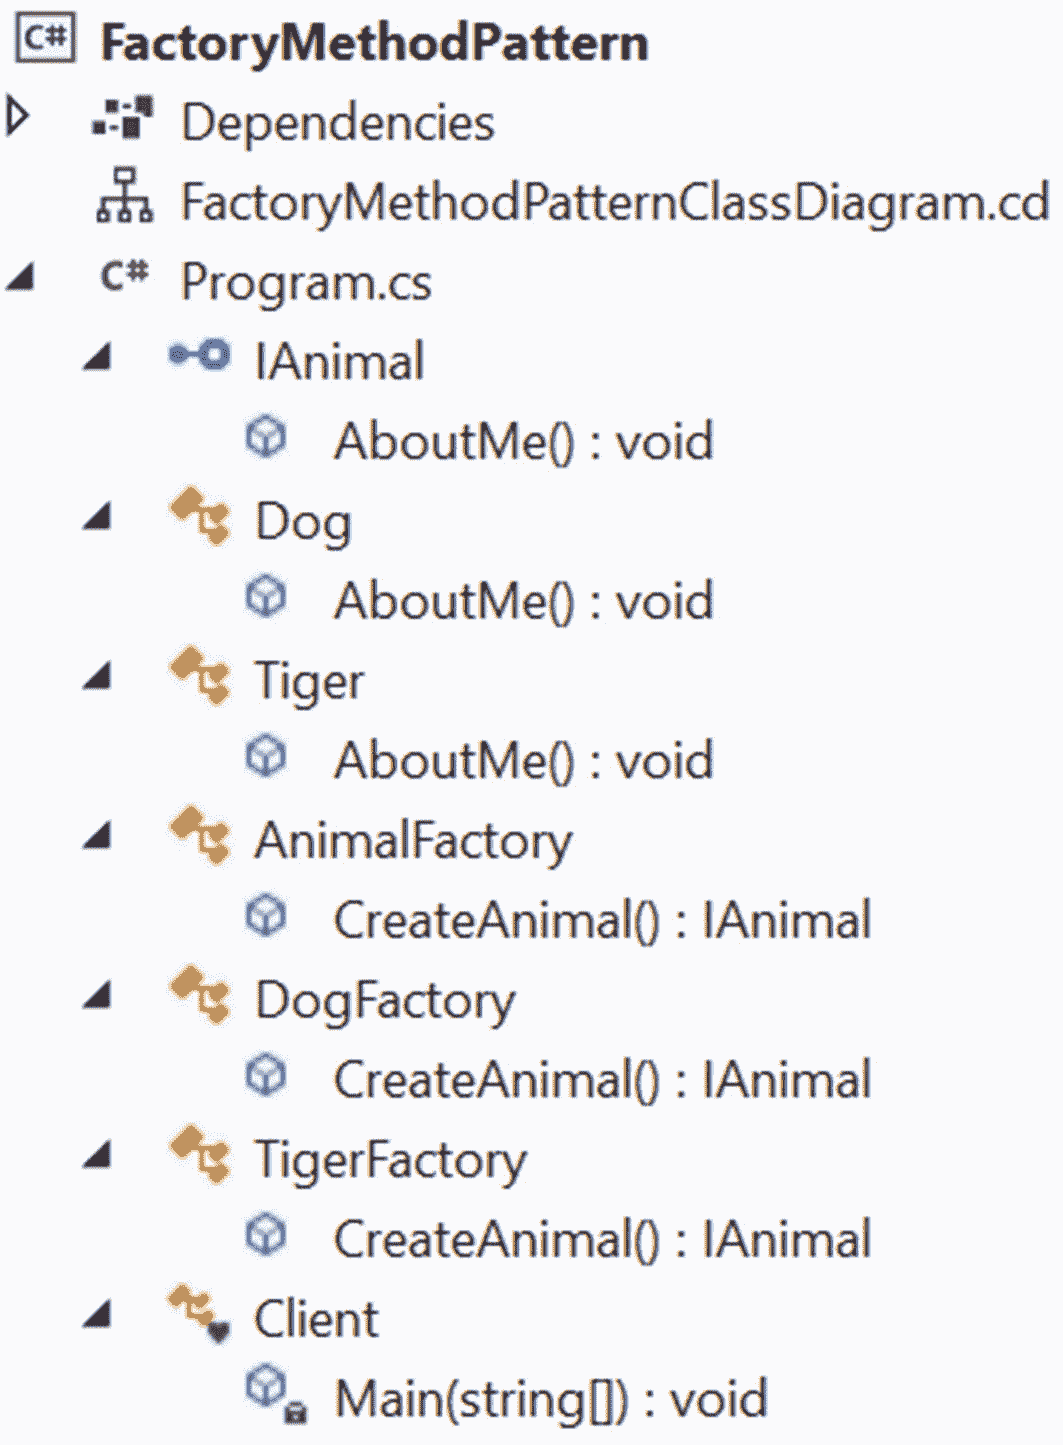 C# FactoryMethodPattern
Dependencies
FactoryMethodPatternClassDiagram.cd
C# Program.cs
IAnimal
AboutMe() : void
Dog
AboutMe() : void
Tiger
AboutMe() : void
AnimalFactory
CreateAnimal() : IAnimal
DogFactory
CreateAnimal() : IAnimal
TigerFactory
CreateAnimal() : IAnimal
Client
Main(string[]) : void